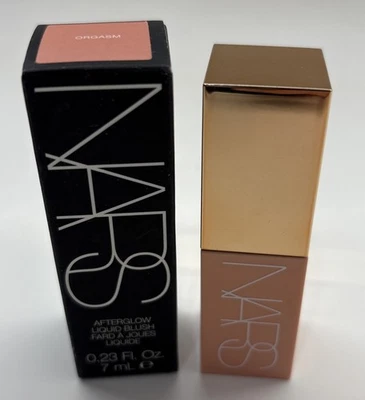 ORGASM
NARS
AFTERGLOW
LIQUID BLUSH
FARD À JOUES
LIQUIDE
0.23 Fl. Oz.
7 mL e
NARS